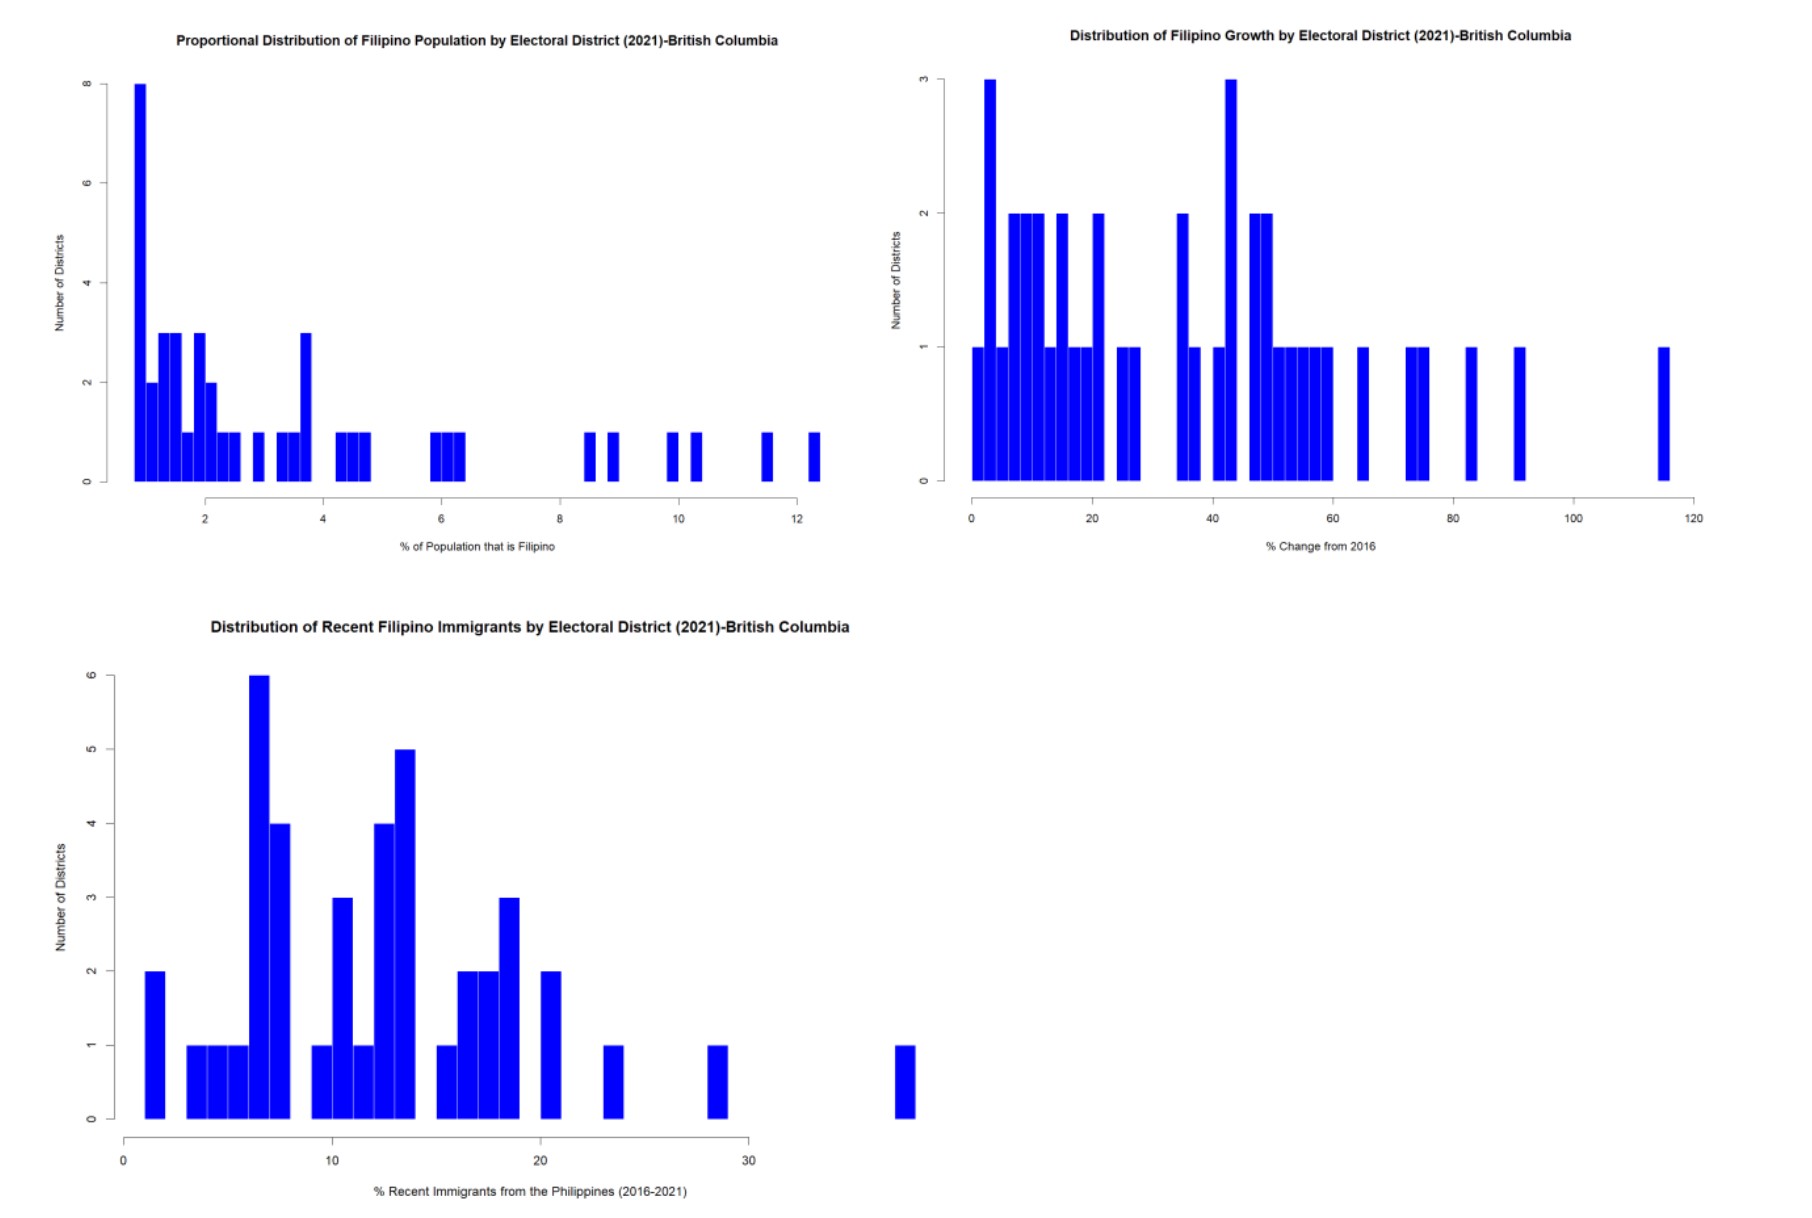 Proportional Distribution of Filipino Population by Electoral District (2021)-British Columbia
Number of Districts
8
6
4
2
0
2 4 6 8 10 12
% of Population that is Filipino
Distribution of Filipino Growth by Electoral District (2021)-British Columbia
Number of Districts
3
2
1
0
0 20 40 60 80 100 120
% Change from 2016
Distribution of Recent Filipino Immigrants by Electoral District (2021)-British Columbia
Number of Districts
6
5
4
3
2
1
0
0 10 20 30
% Recent Immigrants from the Philippines (2016-2021)